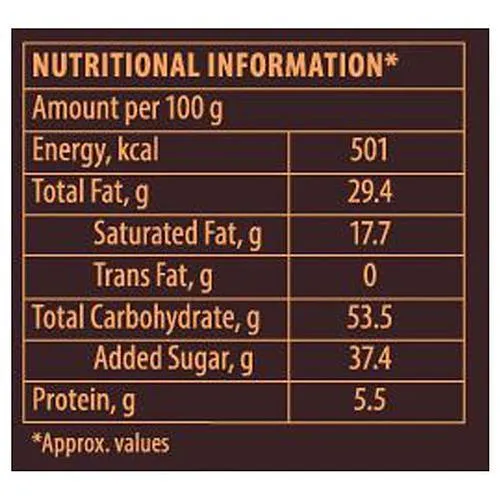 NUTRITIONAL INFORMATION*
Amount per 100 g
Energy, kcal 501
Total Fat, g 29.4
Saturated Fat, g 17.7
Trans Fat, g 0
Total Carbohydrate, g 53.5
Added Sugar, g 37.4
Protein, g 5.5
*Approx. values